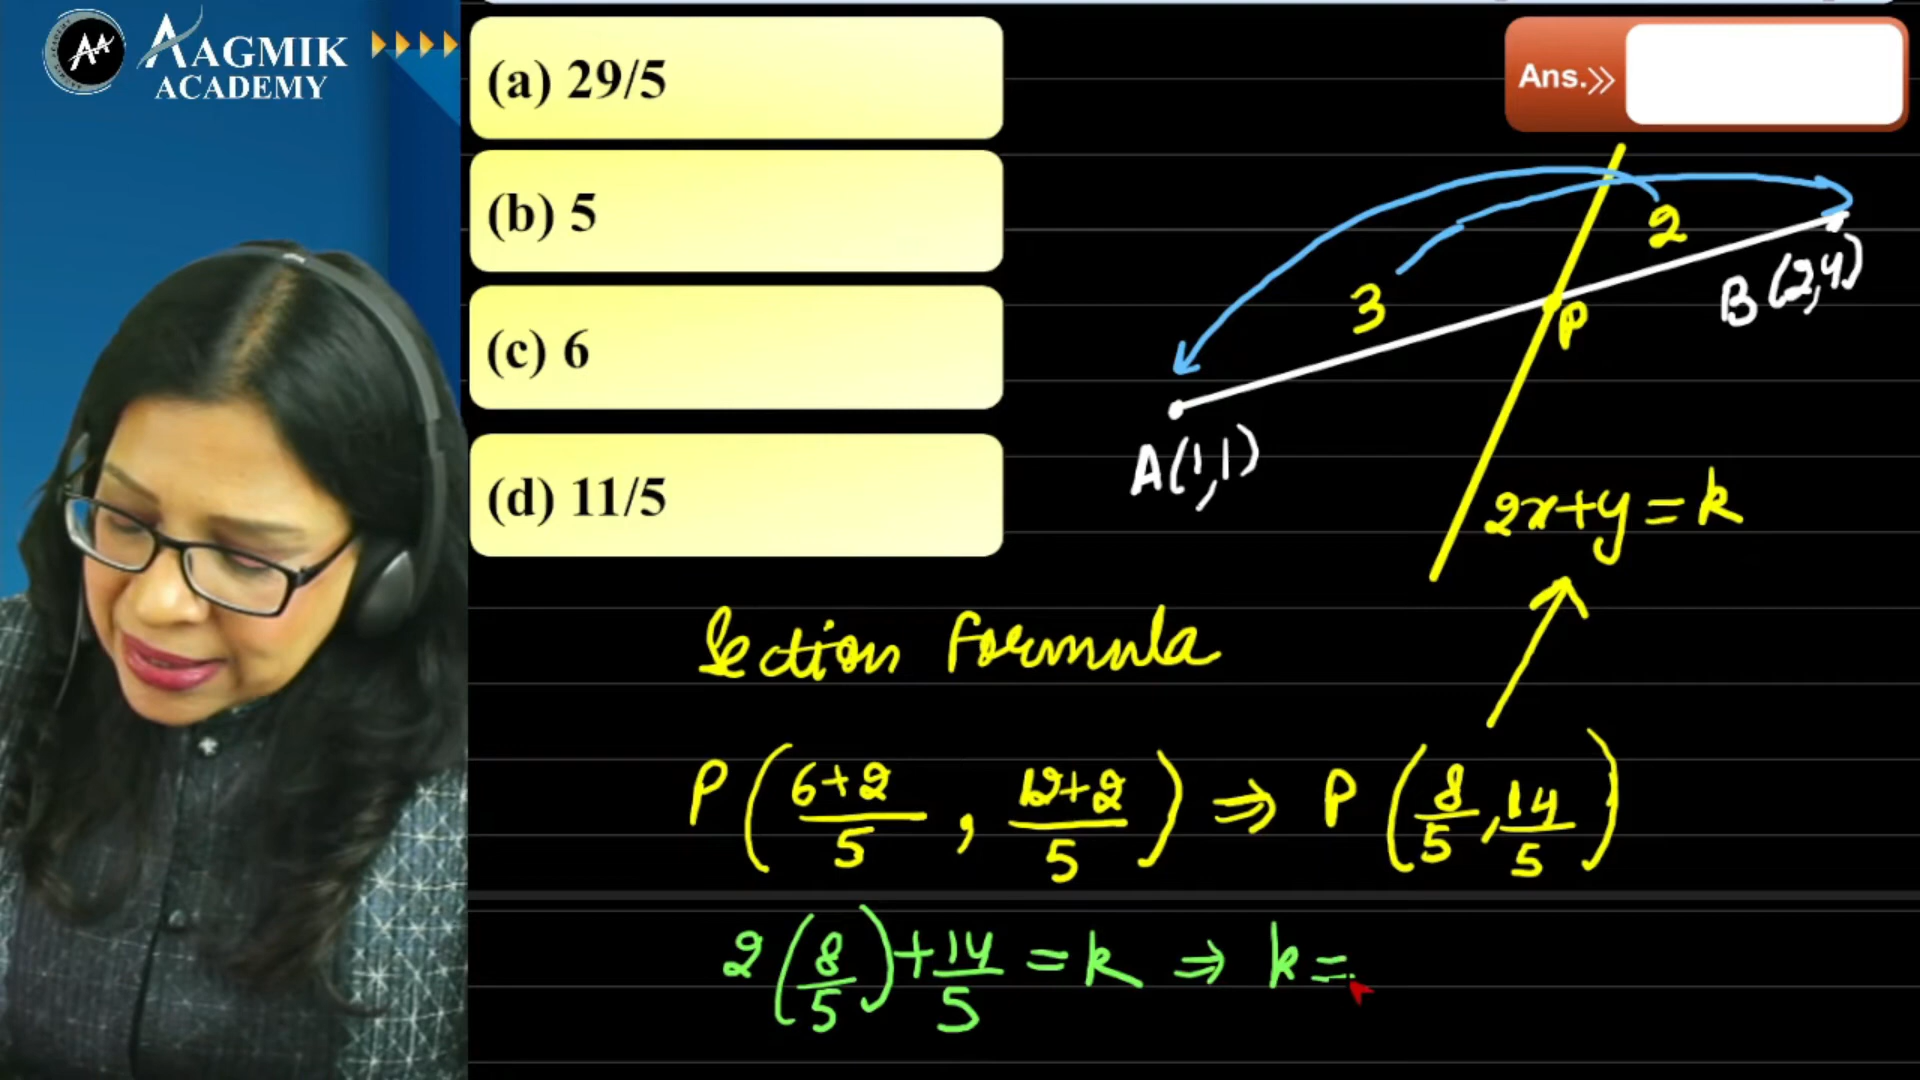 AAGMIK
ACADEMY
(a) 29/5
(b) 5
(c) 6
(d) 11/5
Ans.»
2
3
P
B(2,4)
A(1,1)
2x+y=k
Section formula
P(6+2/5, 12+2/5) ⇒ P(8/5, 14/5)
2(8/5)+14/5=k ⇒ k=